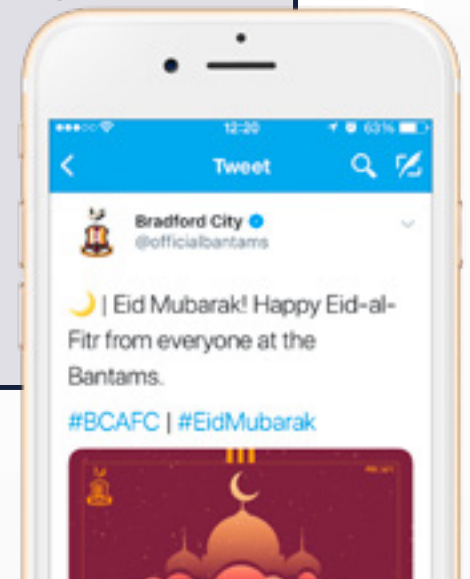 12:20
63%
Tweet
Bradford City
@officialbantams
🌙 | Eid Mubarak! Happy Eid-al-
Fitr from everyone at the
Bantams.
#BCAFC | #EidMubarak